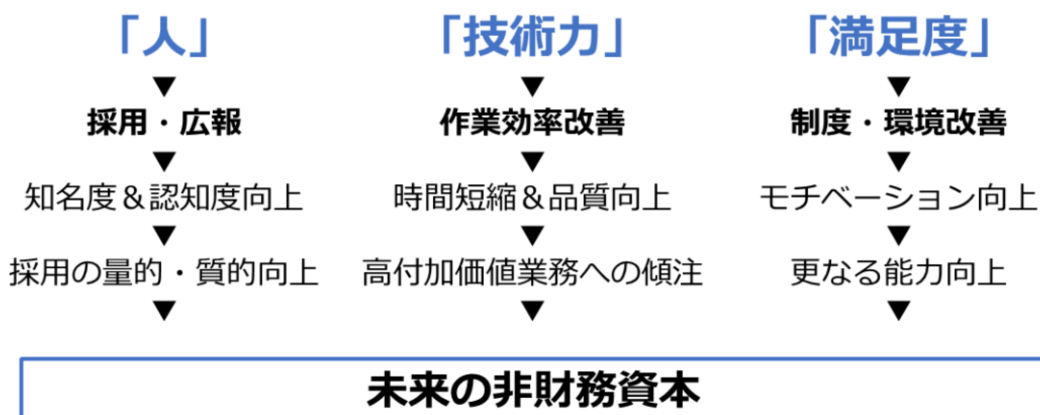 「人」 「技術力」 「満足度」
▼ ▼ ▼
採用・広報 作業効率改善 制度・環境改善
▼ ▼ ▼
知名度＆認知度向上 時間短縮＆品質向上 モチベーション向上
▼ ▼ ▼
採用の量的・質的向上 高付加価値業務への傾注 更なる能力向上
▼ ▼ ▼
未来の非財務資本